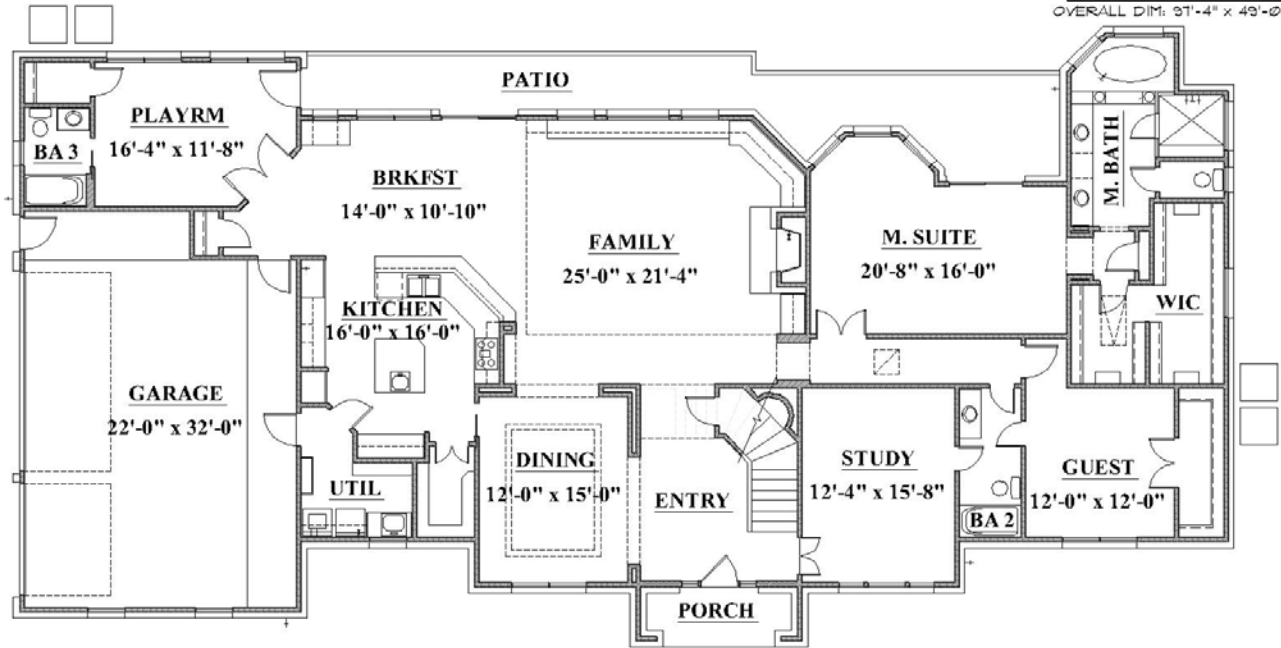 OVERALL DIM: 97'-4" x 49'-0
PATIO
PLAYRM
16'-4" x 11'-8"
BA 3
BRKFST
14'-0" x 10'-10"
FAMILY
25'-0" x 21'-4"
M. SUITE
20'-8" x 16'-0"
M. BATH
WIC
KITCHEN
16'-0" x 16'-0"
GARAGE
22'-0" x 32'-0"
UTIL
DINING
12'-0" x 15'-0"
ENTRY
STUDY
12'-4" x 15'-8"
BA 2
GUEST
12'-0" x 12'-0"
PORCH